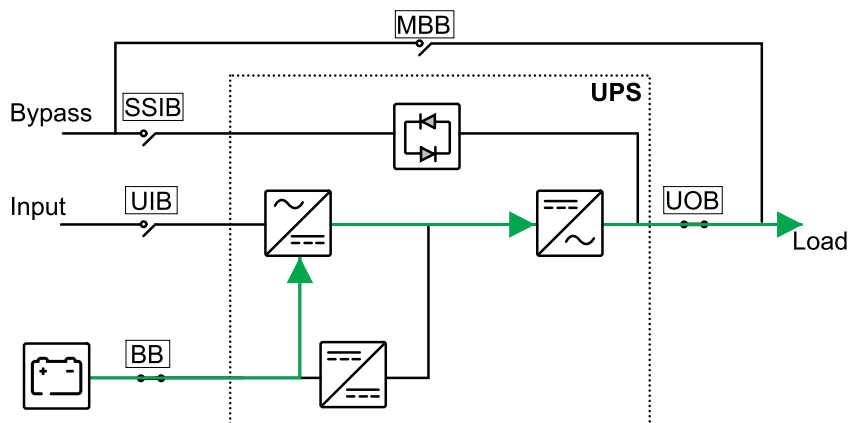 MBB
UPS
Bypass
SSIB
Input
UIB
UOB
Load
BB